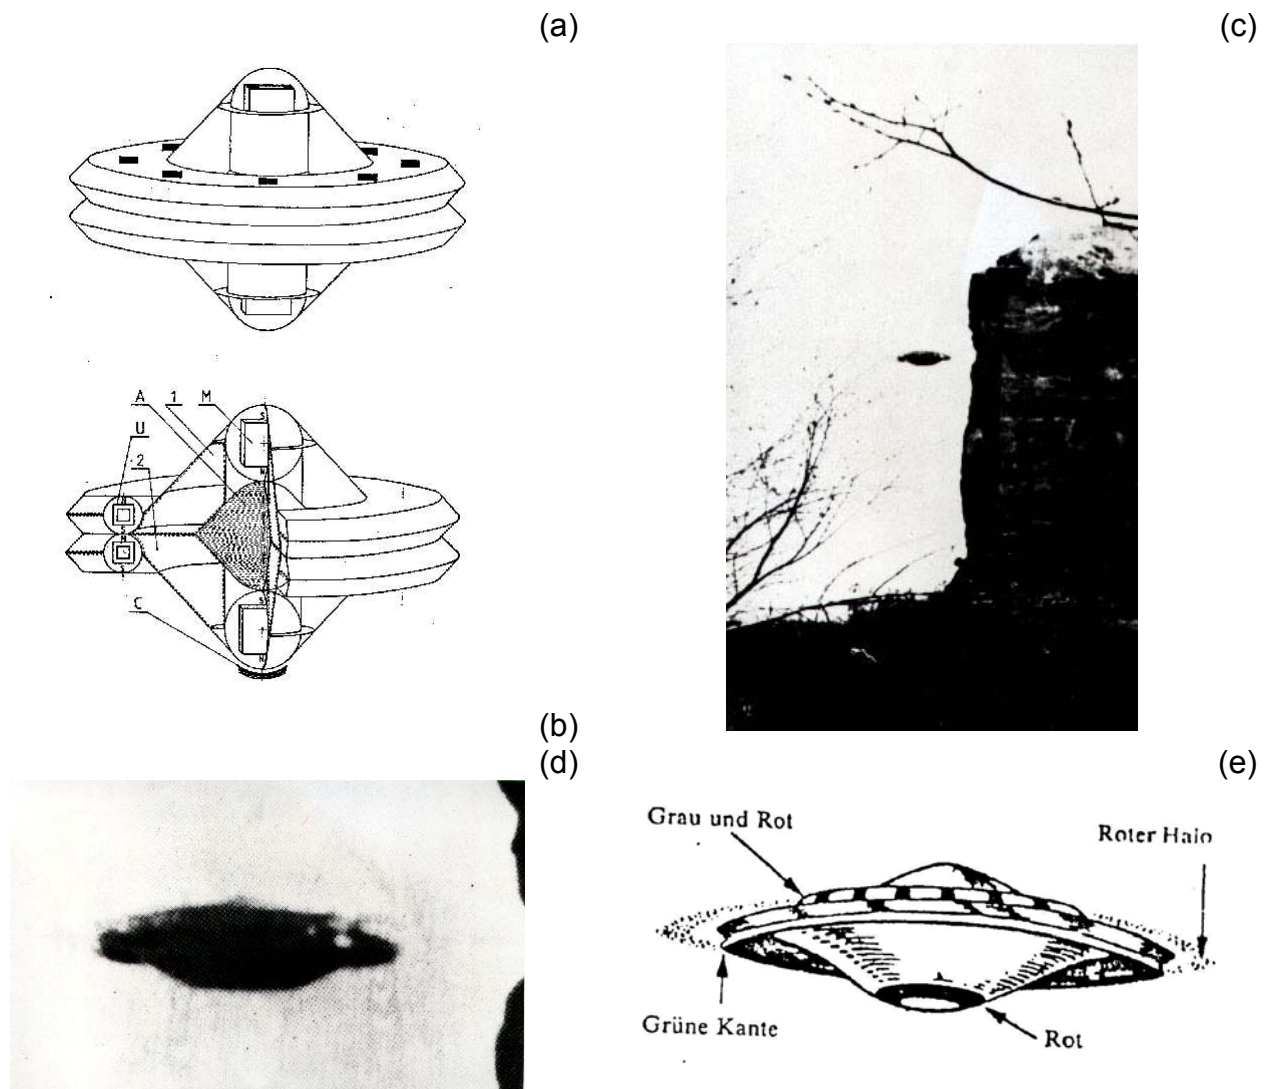 (a)
(c)
A 1 M
U
2
S
N
N
S
N
S
S
C
N
(b)
(d)
(e)
Grau und Rot
Roter Halo
Grüne Kante
Rot